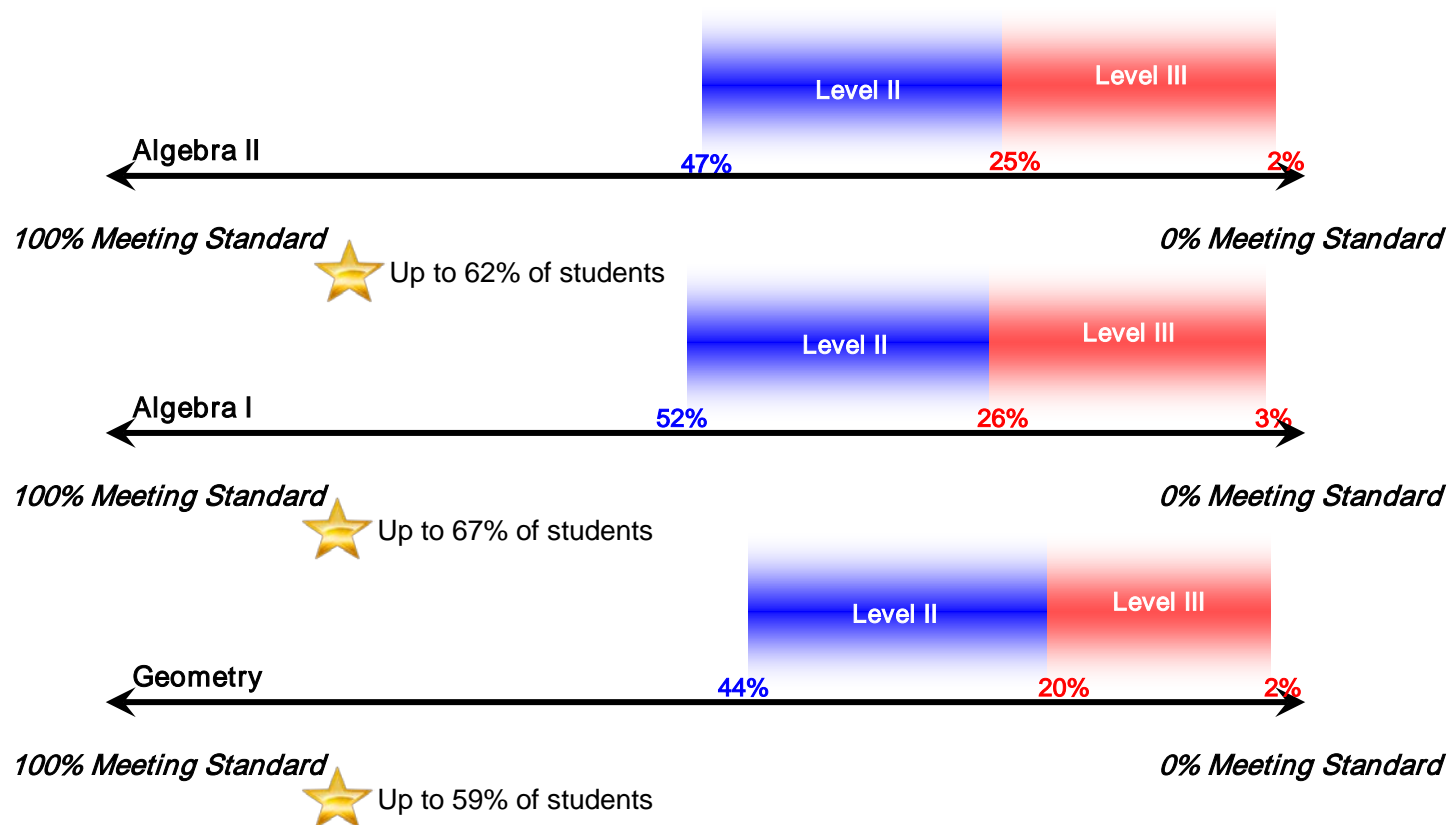 Level II
Level III
Algebra II
47%
25%
2%
100% Meeting Standard
0% Meeting Standard
Up to 62% of students
Level II
Level III
Algebra I
52%
26%
3%
100% Meeting Standard
0% Meeting Standard
Up to 67% of students
Level II
Level III
Geometry
44%
20%
2%
100% Meeting Standard
0% Meeting Standard
Up to 59% of students